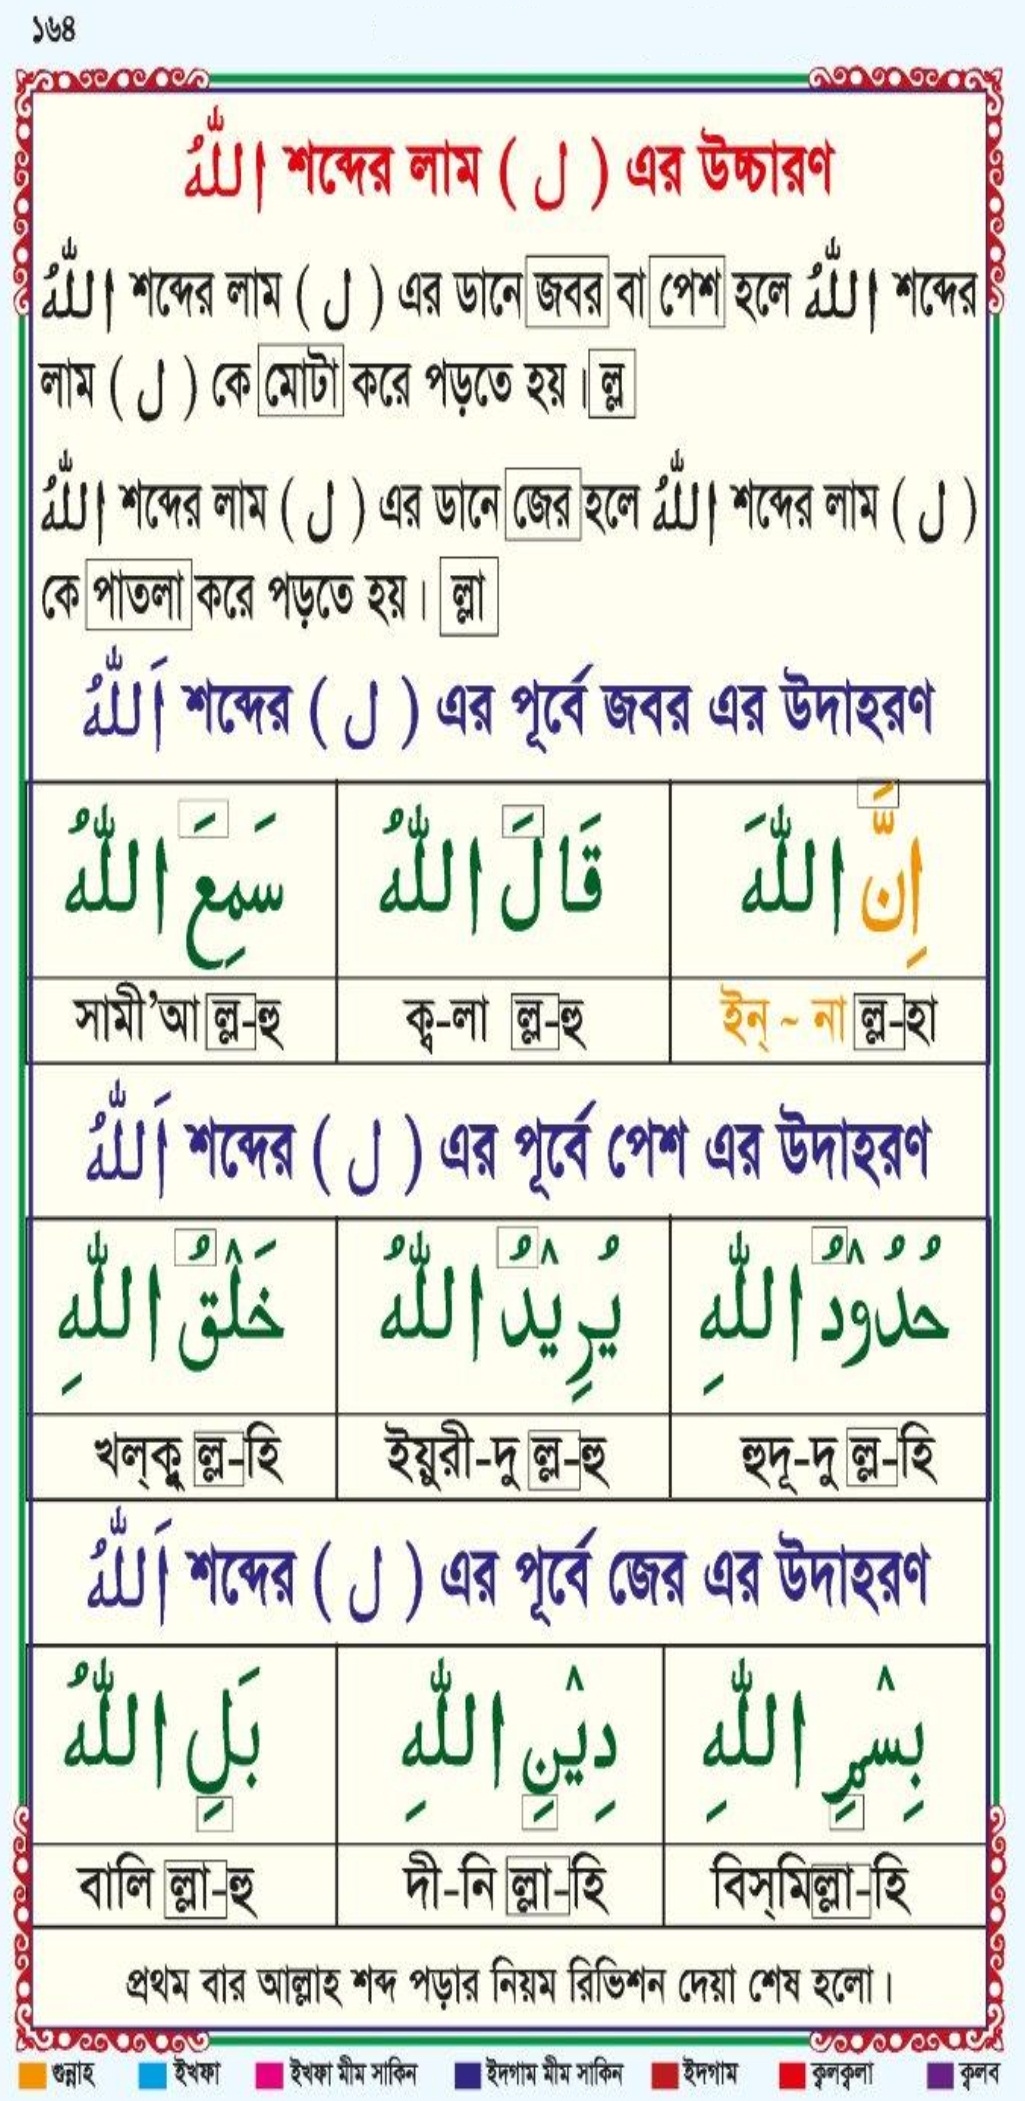 ১৬৪
اللّٰهُ শব্দের লাম ( ل ) এর উচ্চারণ
اللّٰهُ শব্দের লাম ( ل ) এর ডানে জবর বা পেশ হলে اللّٰهُ শব্দের
লাম ( ل ) কে মোটা করে পড়তে হয়। ল্ল
اللّٰهُ শব্দের লাম ( ل ) এর ডানে জের হলে اللّٰهُ শব্দের লাম ( ل )
কে পাতলা করে পড়তে হয়। ল্লা
اَللّٰهُ শব্দের ( ل ) এর পূর্বে জবর এর উদাহরণ
اِنَّ اللّٰهَ قَالَ اللّٰهُ سَمِعَ اللّٰهُ
সামী’আ ল্ল-হু ক্ব-লা ল্ল-হু ইন্ ~ না ল্ল-হা
اَللّٰهُ শব্দের ( ل ) এর পূর্বে পেশ এর উদাহরণ
حُدُوْدُ اللّٰهِ يُرِيْدُ اللّٰهُ خَلْقُ اللّٰهِ
খল্কু ল্ল-হি ইয়ুরী-দু ল্ল-হু হুদূ-দু ল্ল-হি
اَللّٰهُ শব্দের ( ل ) এর পূর্বে জের এর উদাহরণ
بِسْمِ اللّٰهِ دِيْنِ اللّٰهِ بَلِ اللّٰهُ
বালি ল্লা-হু দী-নি ল্লা-হি বিস্মিল্লা-হি
প্রথম বার আল্লাহ শব্দ পড়ার নিয়ম রিভিশন দেয়া শেষ হলো।
গুন্নাহ ইখফা ইখফা মীম সাকিন ইদগাম মীম সাকিন ইদগাম ক্বলক্বলা ক্বলব